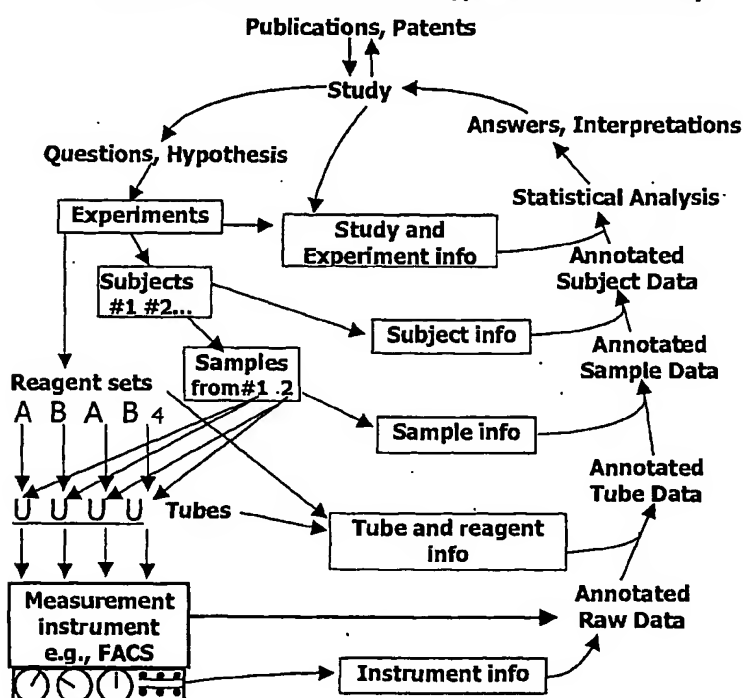 Publications, Patents
Study
Answers, Interpretations
Questions, Hypothesis
Statistical Analysis
Experiments
Study and
Experiment info
Annotated
Subject Data
Subjects
#1 #2...
Subject info
Annotated
Sample Data
Samples
from#1 .2
Reagent sets
A B A B 4
Sample info
Annotated
Tube Data
U U U U Tubes
Tube and reagent
info
Annotated
Raw Data
Measurement
instrument
e.g., FACS
Instrument info